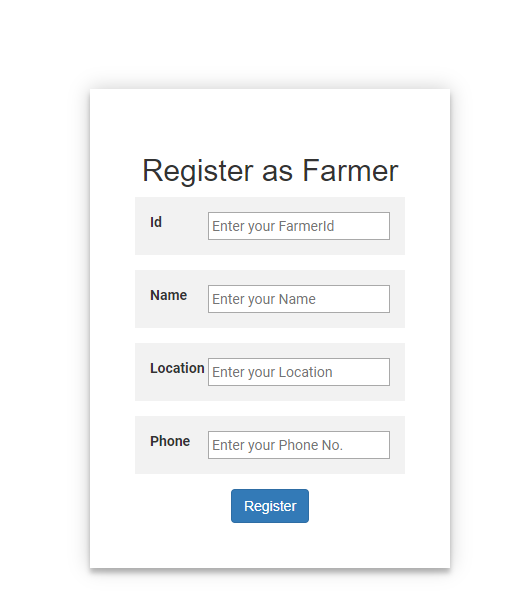 Register as Farmer
Id Enter your FarmerId
Name Enter your Name
Location Enter your Location
Phone Enter your Phone No.
Register